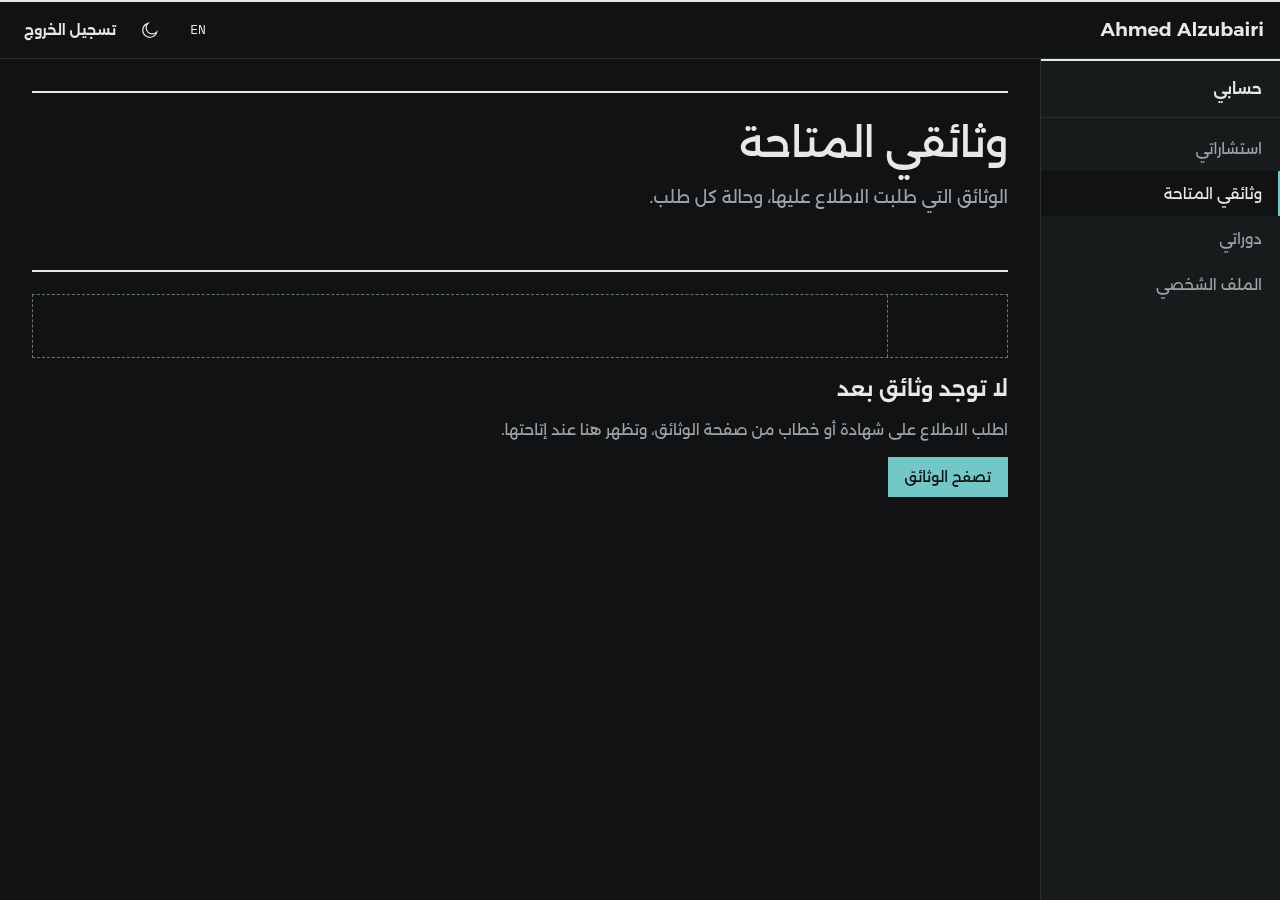 Ahmed Alzubairi
EN
تسجيل الخروج
حسابي
استشاراتي
وثائقي المتاحة
دوراتي
الملف الشخصي
وثائقي المتاحة
الوثائق التي طلبت الاطلاع عليها، وحالة كل طلب.
لا توجد وثائق بعد
اطلب الاطلاع على شهادة أو خطاب من صفحة الوثائق، وتظهر هنا عند إتاحتها.
تصفح الوثائق